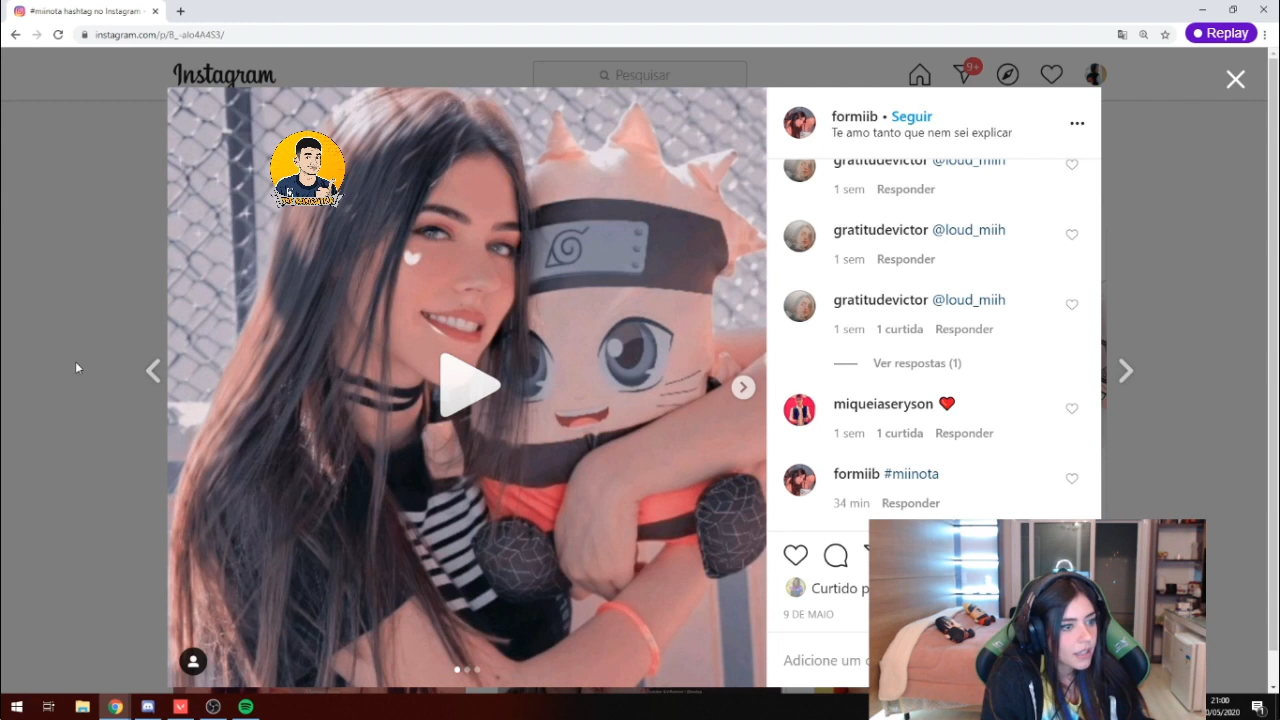 #miinota hashtag no Instagram -
instagram.com/p/B_-alo4A4S3/
Replay
Instagram
Pesquisar
9+
formiib • Seguir
Te amo tanto que nem sei explicar
gratitudevictor @loud_miih
1 sem Responder
gratitudevictor @loud_miih
1 sem Responder
gratitudevictor @loud_miih
1 sem 1 curtida Responder
Ver respostas (1)
miqueiaseryson
1 sem 1 curtida Responder
formiib #miinota
34 min Responder
Curtido p
9 DE MAIO
Adicione um c
21:00
0/05/2020